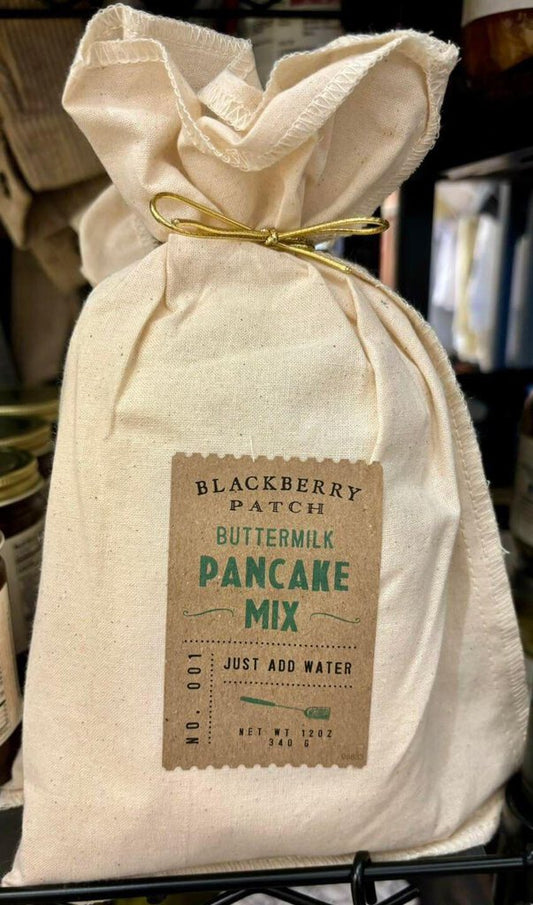 BLACKBERRY
PATCH
BUTTERMILK
PANCAKE
MIX
NO. 001
JUST ADD WATER
NET WT 12OZ
340 G